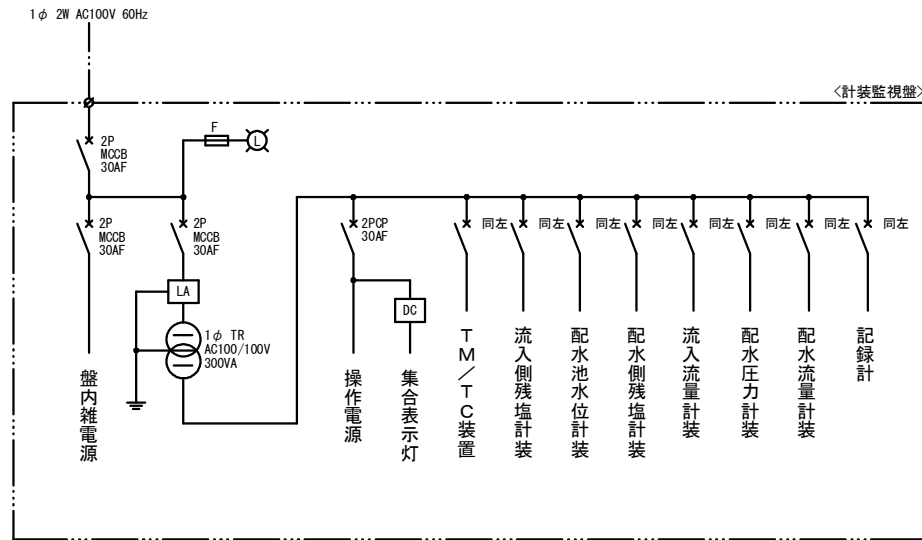 1φ 2W AC100V 60Hz
<計装監視盤>
F
L
2P
MCCB
30AF
2P
MCCB
30AF
2P
MCCB
30AF
2PCP
30AF
同左
同左
同左
同左
同左
同左
同左
同左
LA
DC
1φ TR
AC100/100V
300VA
盤内雑電源
操作電源
集合表示灯
TM/TC装置
流入側残塩計装
配水池水位計装
配水側残塩計装
流入流量計装
配水圧力計装
配水流量計装
記録計